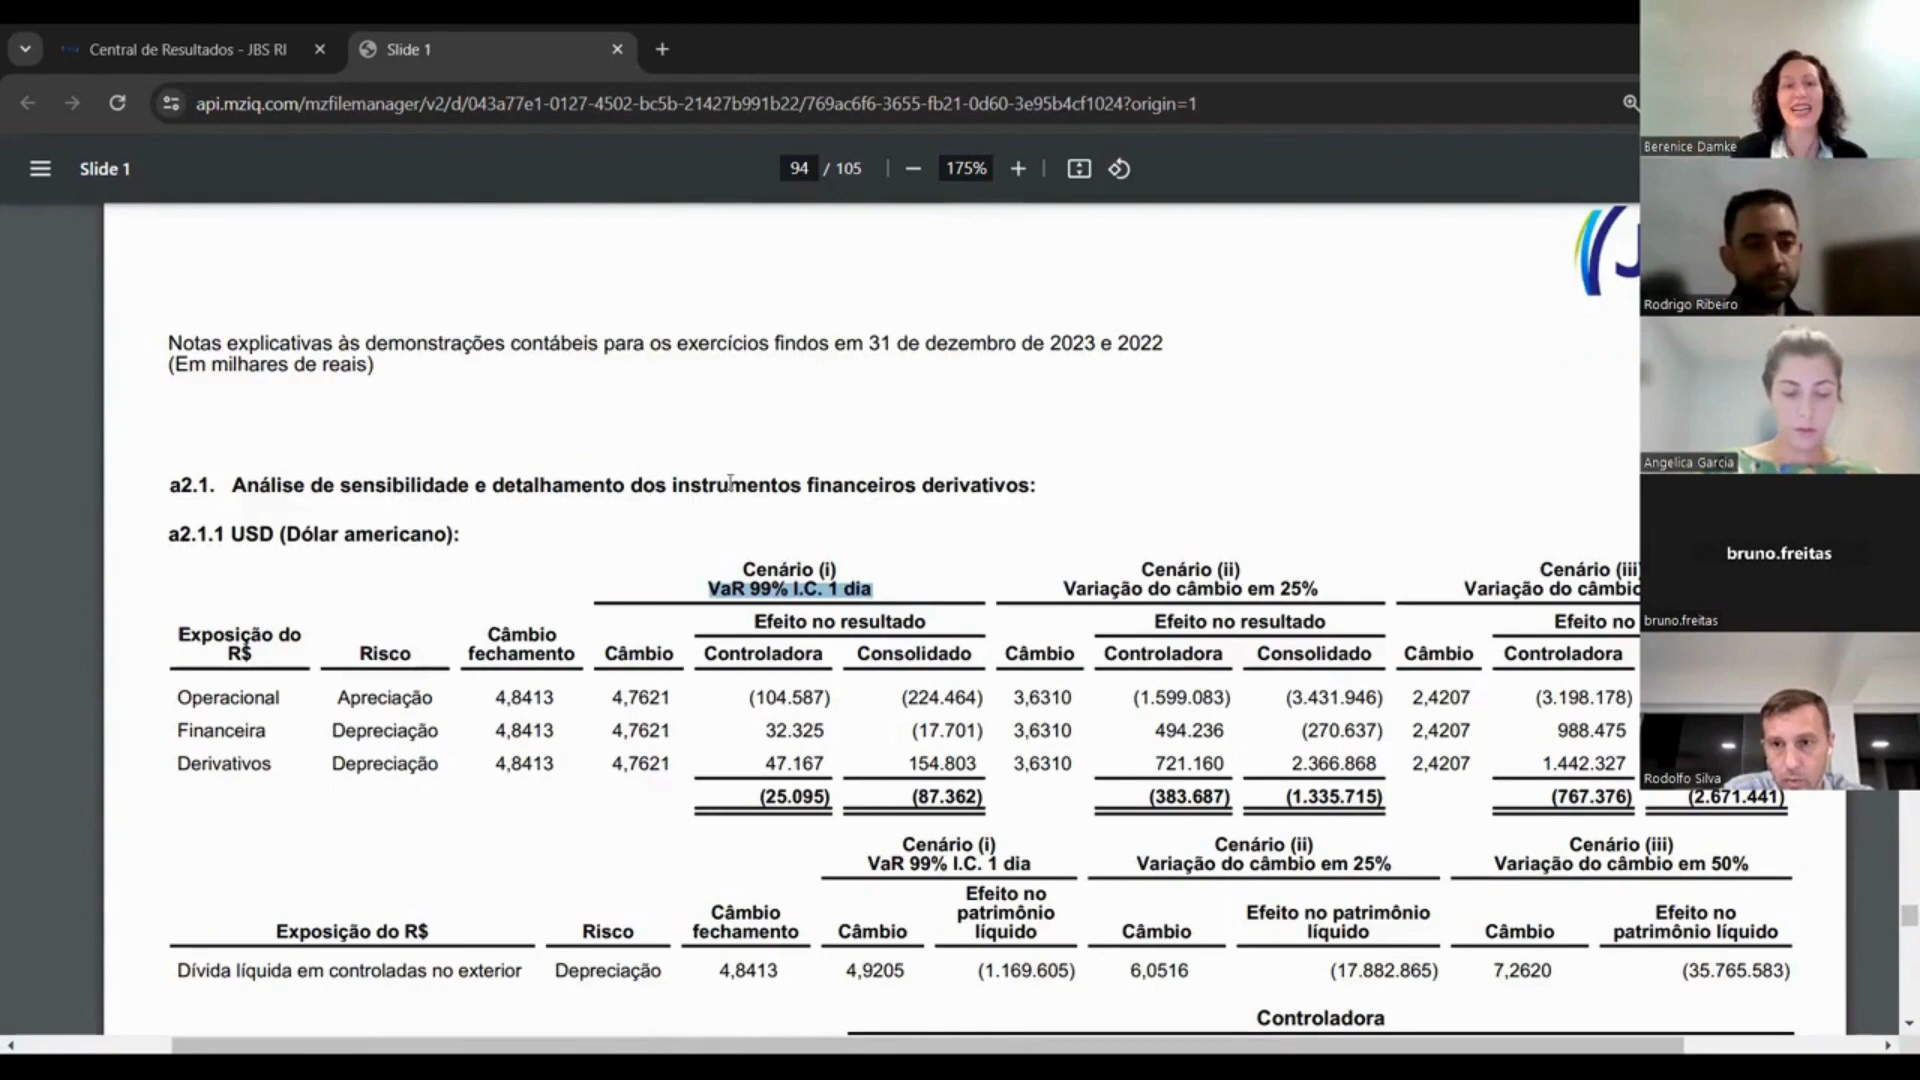 Central de Resultados - JBS RI
Slide 1
api.mziq.com/mzfilemanager/v2/d/043a77e1-0127-4502-bc5b-21427b991b22/769ac6f6-3655-fb21-0d60-3e95b4cf1024?origin=1
Slide 1
94 / 105
175%
Notas explicativas às demonstrações contábeis para os exercícios findos em 31 de dezembro de 2023 e 2022
(Em milhares de reais)
a2.1. Análise de sensibilidade e detalhamento dos instrumentos financeiros derivativos:
a2.1.1 USD (Dólar americano):
Cenário (i) Cenário (ii) Cenário (iii)
VaR 99% I.C. 1 dia Variação do câmbio em 25% Variação do câmbio
Efeito no resultado Efeito no resultado Efeito no
Exposição do R$ Risco Câmbio fechamento Câmbio Controladora Consolidado Câmbio Controladora Consolidado Câmbio Controladora
Operacional Apreciação 4,8413 4,7621 (104.587) (224.464) 3,6310 (1.599.083) (3.431.946) 2,4207 (3.198.178)
Financeira Depreciação 4,8413 4,7621 32.325 (17.701) 3,6310 494.236 (270.637) 2,4207 988.475
Derivativos Depreciação 4,8413 4,7621 47.167 154.803 3,6310 721.160 2.366.868 2,4207 1.442.327
(25.095) (87.362) (383.687) (1.335.715) (767.376) (2.671.441)
Cenário (i) Cenário (ii) Cenário (iii)
VaR 99% I.C. 1 dia Variação do câmbio em 25% Variação do câmbio em 50%
Exposição do R$ Risco Câmbio fechamento Câmbio Efeito no patrimônio líquido Câmbio Efeito no patrimônio líquido Câmbio Efeito no patrimônio líquido
Dívida líquida em controladas no exterior Depreciação 4,8413 4,9205 (1.169.605) 6,0516 (17.882.865) 7,2620 (35.765.583)
Controladora
Berenice Damke
Rodrigo Ribeiro
Angelica Garcia
bruno.freitas
bruno.freitas
Rodolfo Silva